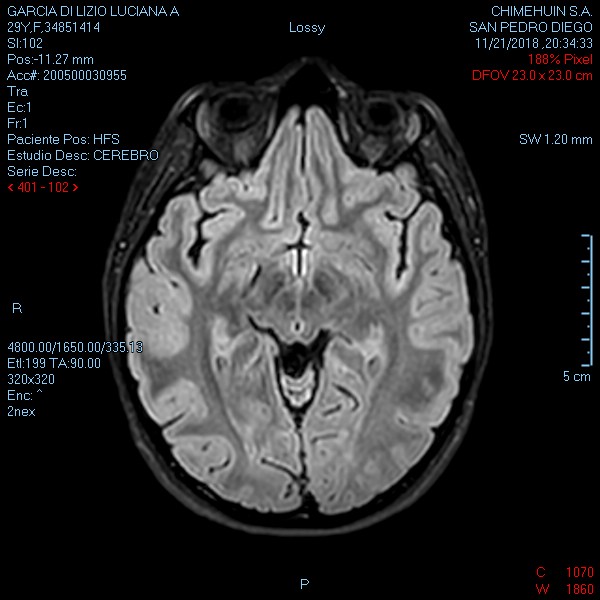 GARCIA DI LIZIO LUCIANA A
29Y,F,34851414
Sl:102
Pos:-11.27 mm
Acc#: 200500030955
Tra
Ec:1
Fr:1
Paciente Pos: HFS
Estudio Desc: CEREBRO
Serie Desc:
< 401 - 102 >
Lossy
CHIMEHUIN S.A.
SAN PEDRO DIEGO
11/21/2018 ,20:34:33
188% Pixel
DFOV 23.0 x 23.0 cm
SW 1.20 mm
R
4800.00/1650.00/335.13
Etl:199 TA:90.00
320x320
Enc: ^
2nex
5 cm
P
C 1070
W 1860